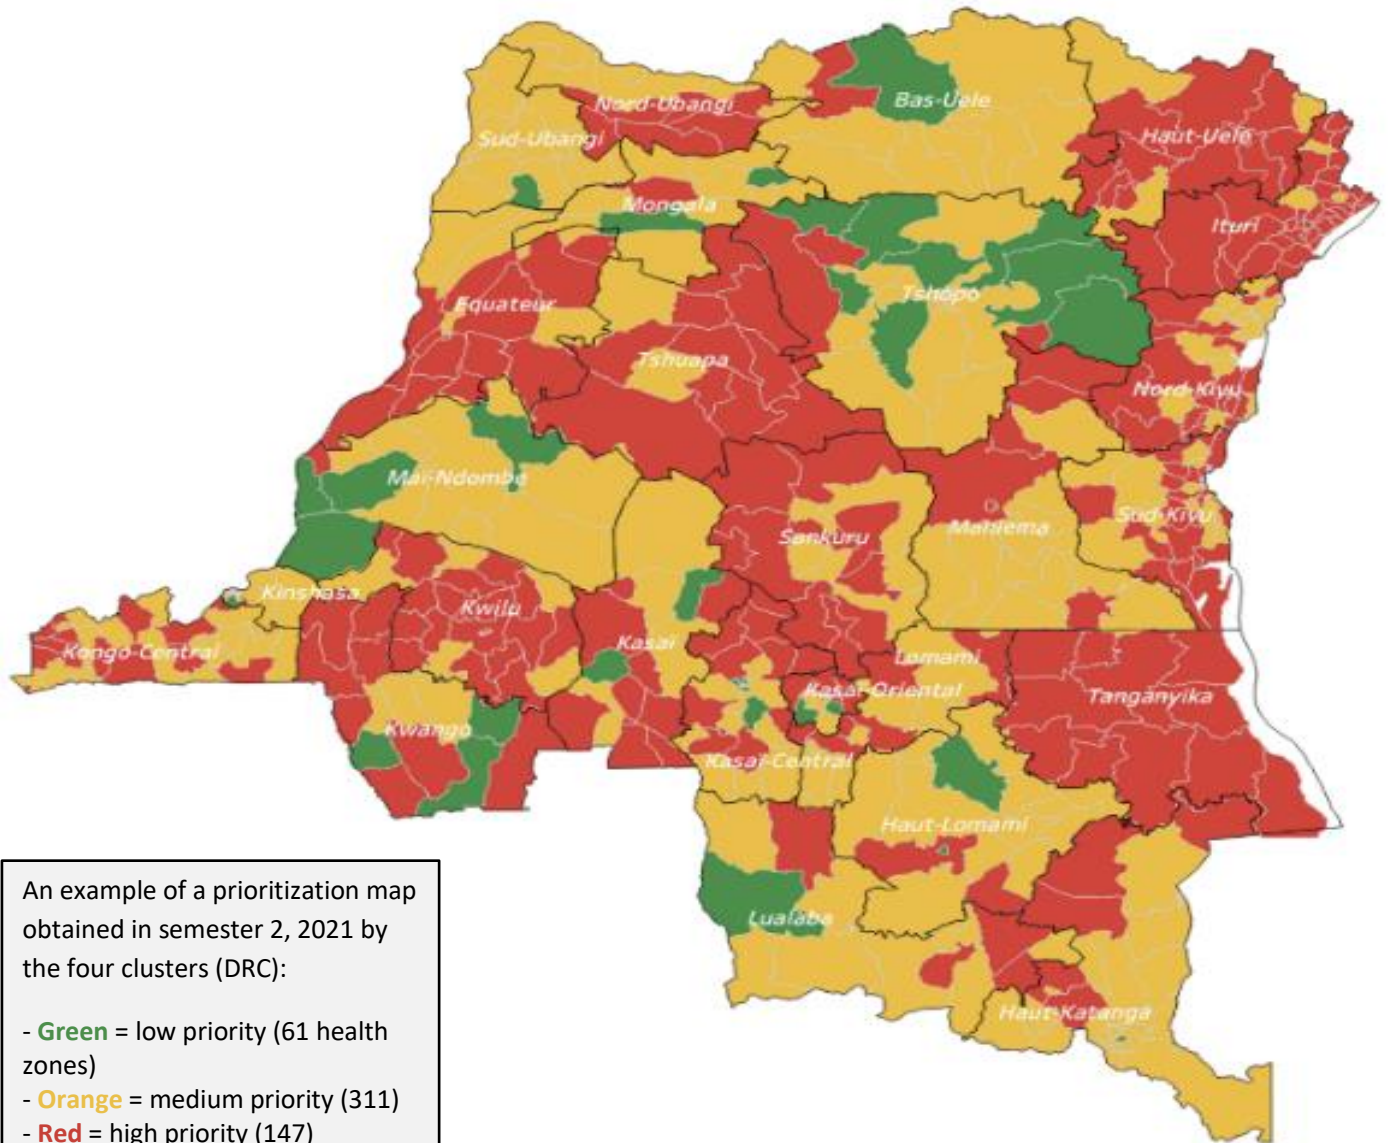 Nord-Ubangi
Bas-Uele
Sud-Ubangi
Haut-Uele
Mongala
Ituri
Equateur
Tshopo
Tshuapa
Nord-Kivu
Mai-Ndombe
Sankuru
Maniema
Sud-Kivu
Kinshasa
Kwilu
Kongo-Central
Kasai
Lomami
Kasai-Oriental
Tanganyika
Kwango
Kasai-Central
Haut-Lomami
Lualaba
Haut-Katanga
An example of a prioritization map
obtained in semester 2, 2021 by
the four clusters (DRC):
- Green = low priority (61 health
zones)
- Orange = medium priority (311)
- Red = high priority (147)